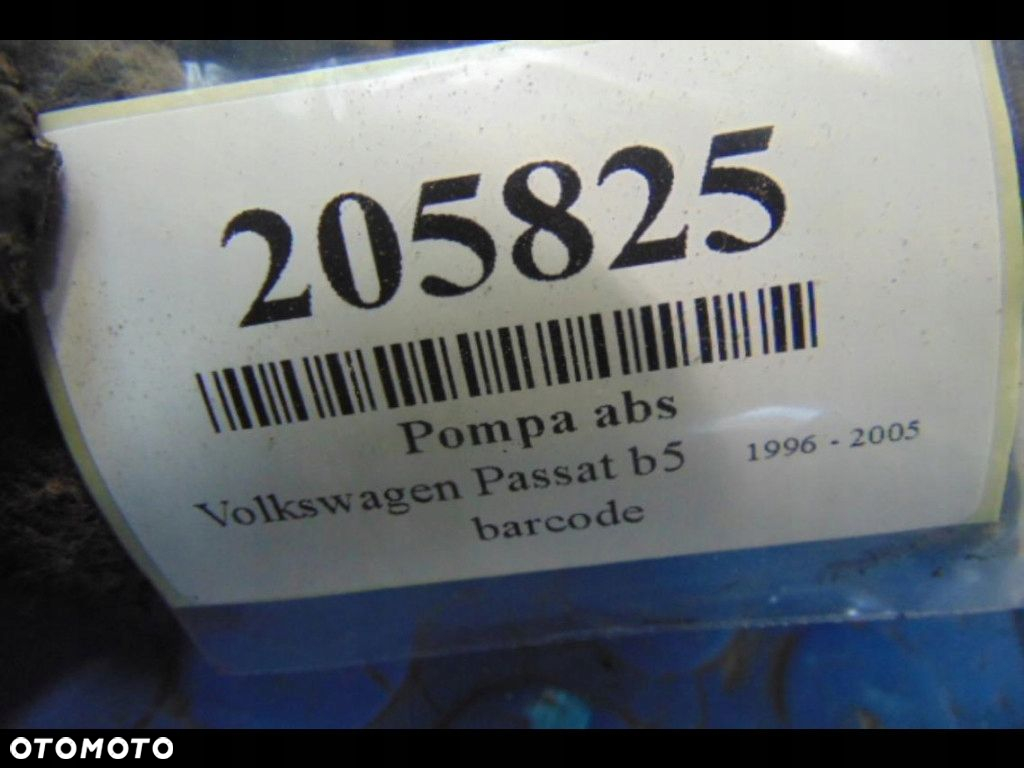 205825
Pompa abs
Volkswagen Passat b5 1996 - 2005
barcode
OTOMOTO